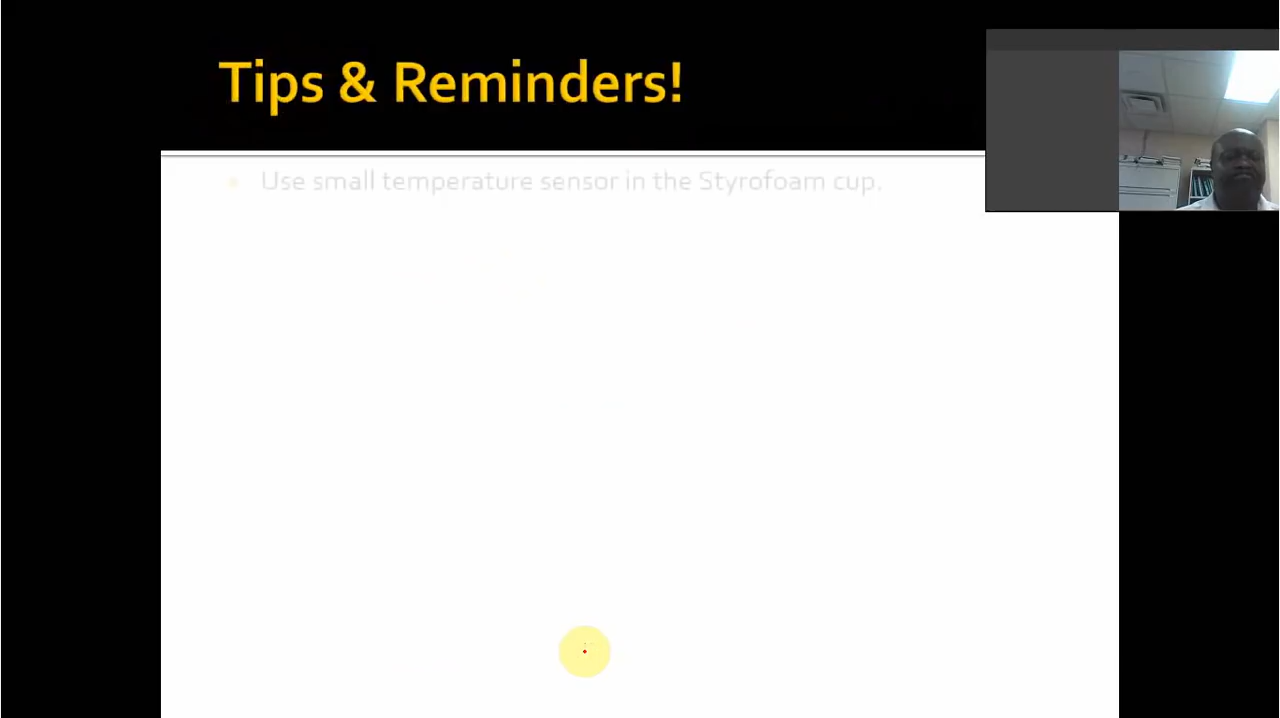 Tips & Reminders!
Use small temperature sensor in the Styrofoam cup.